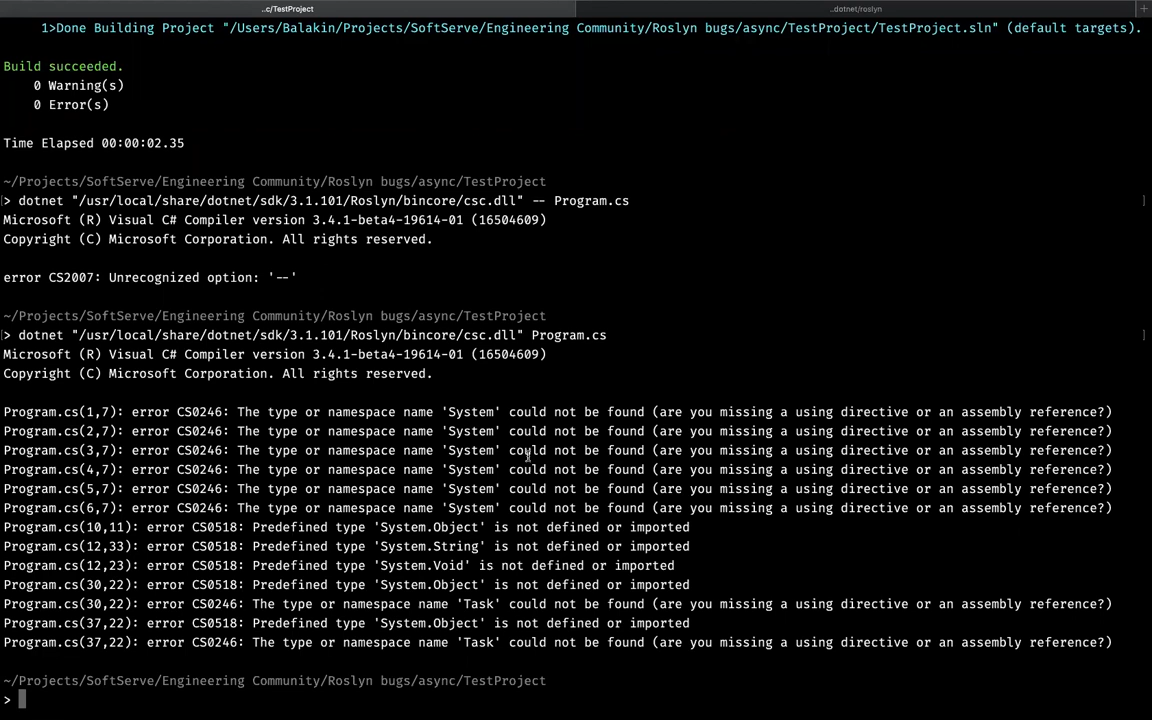 ..c/TestProject
..dotnet/roslyn
1>Done Building Project "/Users/Balakin/Projects/SoftServe/Engineering Community/Roslyn bugs/async/TestProject/TestProject.sln" (default targets).
Build succeeded.
0 Warning(s)
0 Error(s)
Time Elapsed 00:00:02.35
~/Projects/SoftServe/Engineering Community/Roslyn bugs/async/TestProject
> dotnet "/usr/local/share/dotnet/sdk/3.1.101/Roslyn/bincore/csc.dll" -- Program.cs
Microsoft (R) Visual C# Compiler version 3.4.1-beta4-19614-01 (16504609)
Copyright (C) Microsoft Corporation. All rights reserved.
error CS2007: Unrecognized option: '--'
~/Projects/SoftServe/Engineering Community/Roslyn bugs/async/TestProject
> dotnet "/usr/local/share/dotnet/sdk/3.1.101/Roslyn/bincore/csc.dll" Program.cs
Microsoft (R) Visual C# Compiler version 3.4.1-beta4-19614-01 (16504609)
Copyright (C) Microsoft Corporation. All rights reserved.
Program.cs(1,7): error CS0246: The type or namespace name 'System' could not be found (are you missing a using directive or an assembly reference?)
Program.cs(2,7): error CS0246: The type or namespace name 'System' could not be found (are you missing a using directive or an assembly reference?)
Program.cs(3,7): error CS0246: The type or namespace name 'System' could not be found (are you missing a using directive or an assembly reference?)
Program.cs(4,7): error CS0246: The type or namespace name 'System' could not be found (are you missing a using directive or an assembly reference?)
Program.cs(5,7): error CS0246: The type or namespace name 'System' could not be found (are you missing a using directive or an assembly reference?)
Program.cs(6,7): error CS0246: The type or namespace name 'System' could not be found (are you missing a using directive or an assembly reference?)
Program.cs(10,11): error CS0518: Predefined type 'System.Object' is not defined or imported
Program.cs(12,33): error CS0518: Predefined type 'System.String' is not defined or imported
Program.cs(12,23): error CS0518: Predefined type 'System.Void' is not defined or imported
Program.cs(30,22): error CS0518: Predefined type 'System.Object' is not defined or imported
Program.cs(30,22): error CS0246: The type or namespace name 'Task' could not be found (are you missing a using directive or an assembly reference?)
Program.cs(37,22): error CS0518: Predefined type 'System.Object' is not defined or imported
Program.cs(37,22): error CS0246: The type or namespace name 'Task' could not be found (are you missing a using directive or an assembly reference?)
~/Projects/SoftServe/Engineering Community/Roslyn bugs/async/TestProject
>